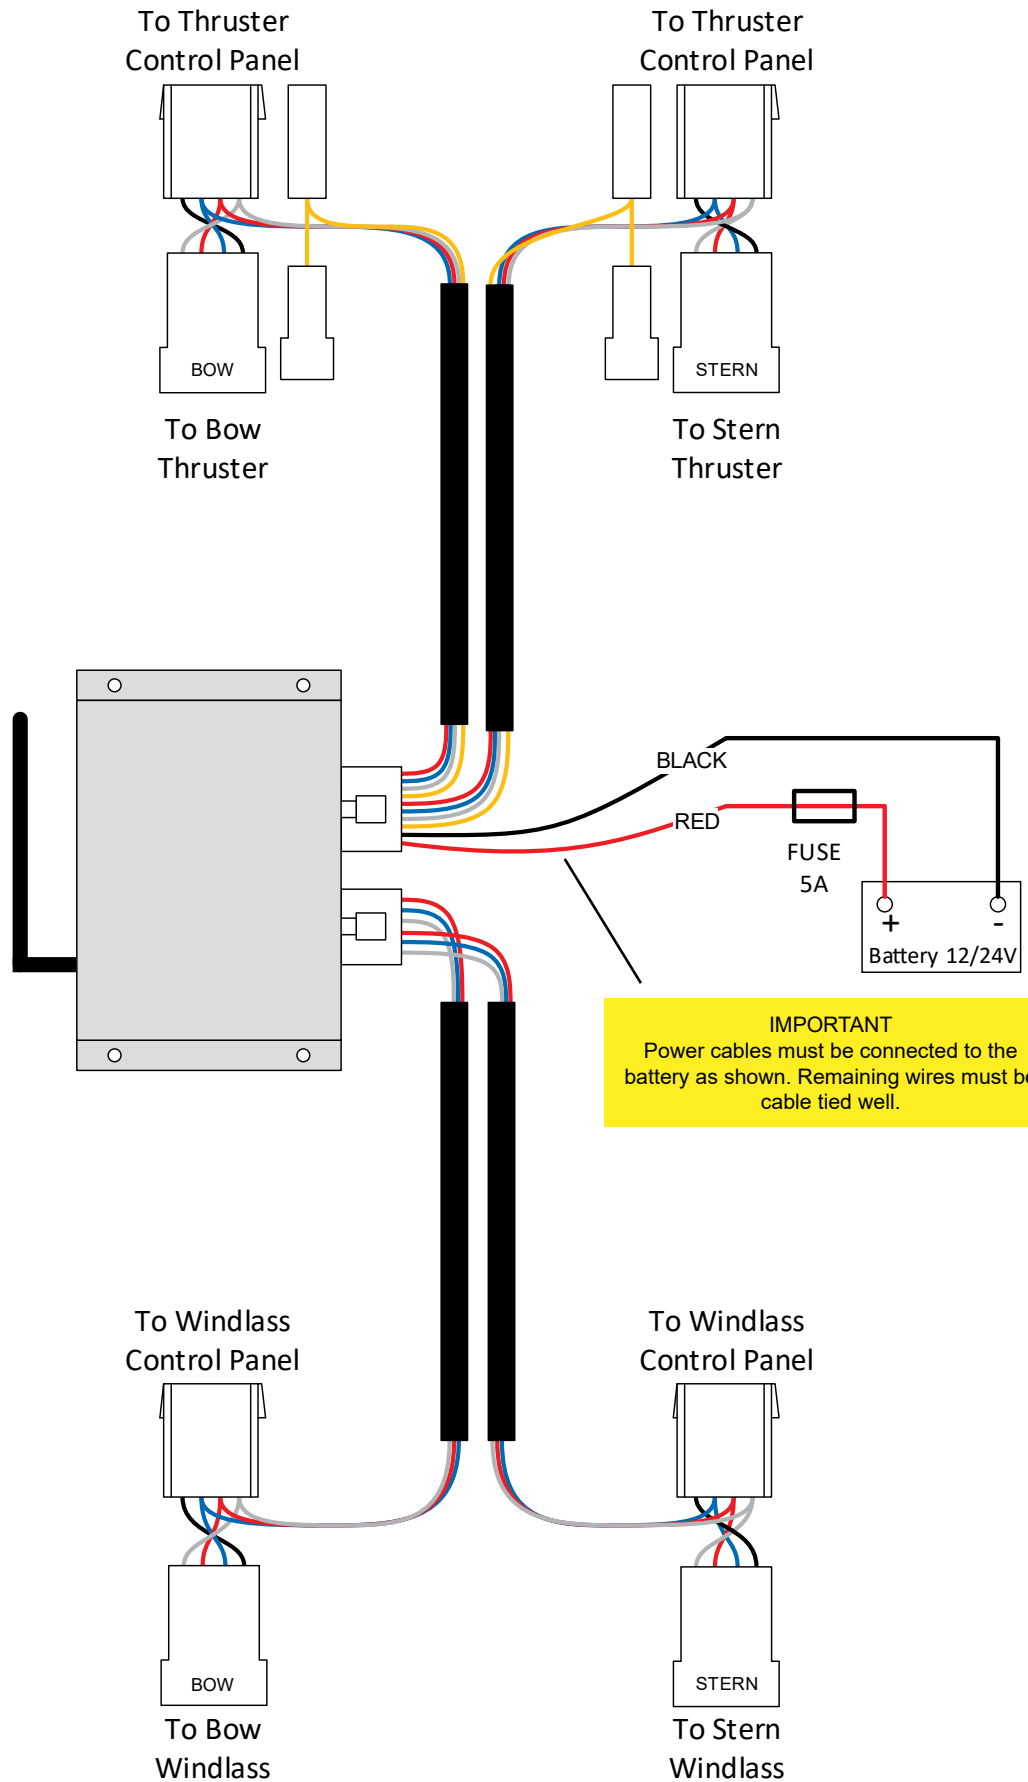 To Thruster
Control Panel
To Thruster
Control Panel
BOW
STERN
To Bow
Thruster
To Stern
Thruster
BLACK
RED
FUSE
5A
+
-
Battery 12/24V
IMPORTANT
Power cables must be connected to the
battery as shown. Remaining wires must be
cable tied well.
To Windlass
Control Panel
To Windlass
Control Panel
BOW
STERN
To Bow
Windlass
To Stern
Windlass